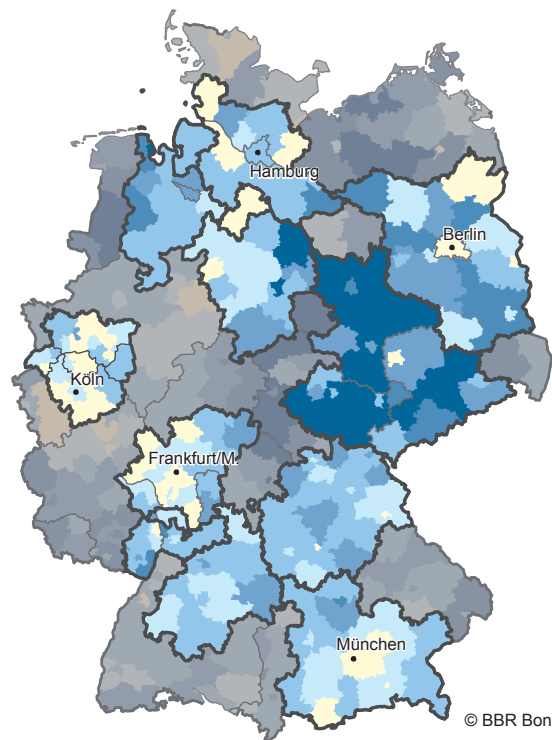 Hamburg
Berlin
Köln
Frankfurt/M.
München
© BBR Bon